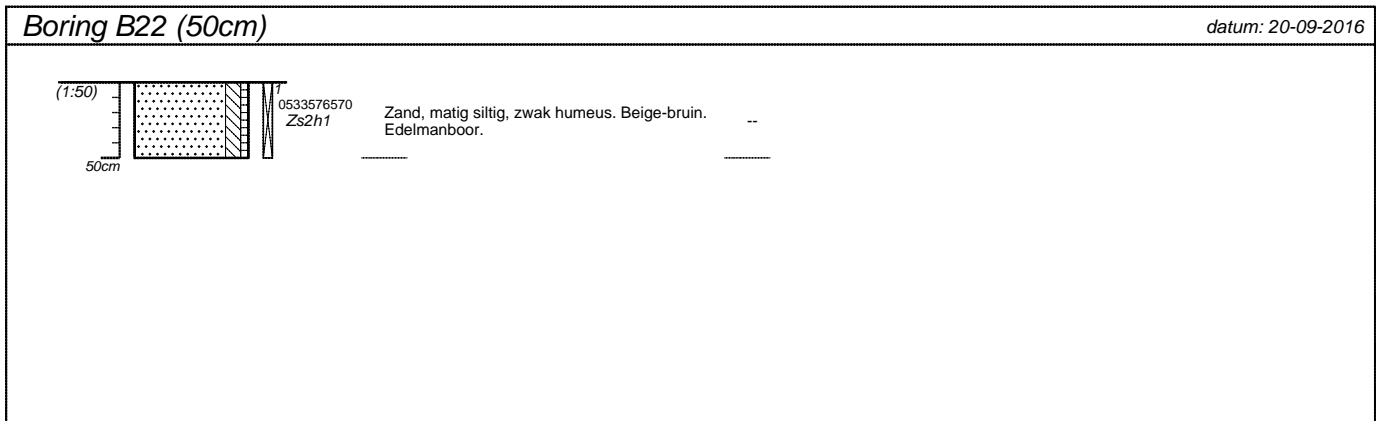 Boring B22 (50cm)
datum: 20-09-2016
(1:50)
1
0533576570
Zs2h1
Zand, matig siltig, zwak humeus. Beige-bruin.
Edelmanboor.
--
50cm